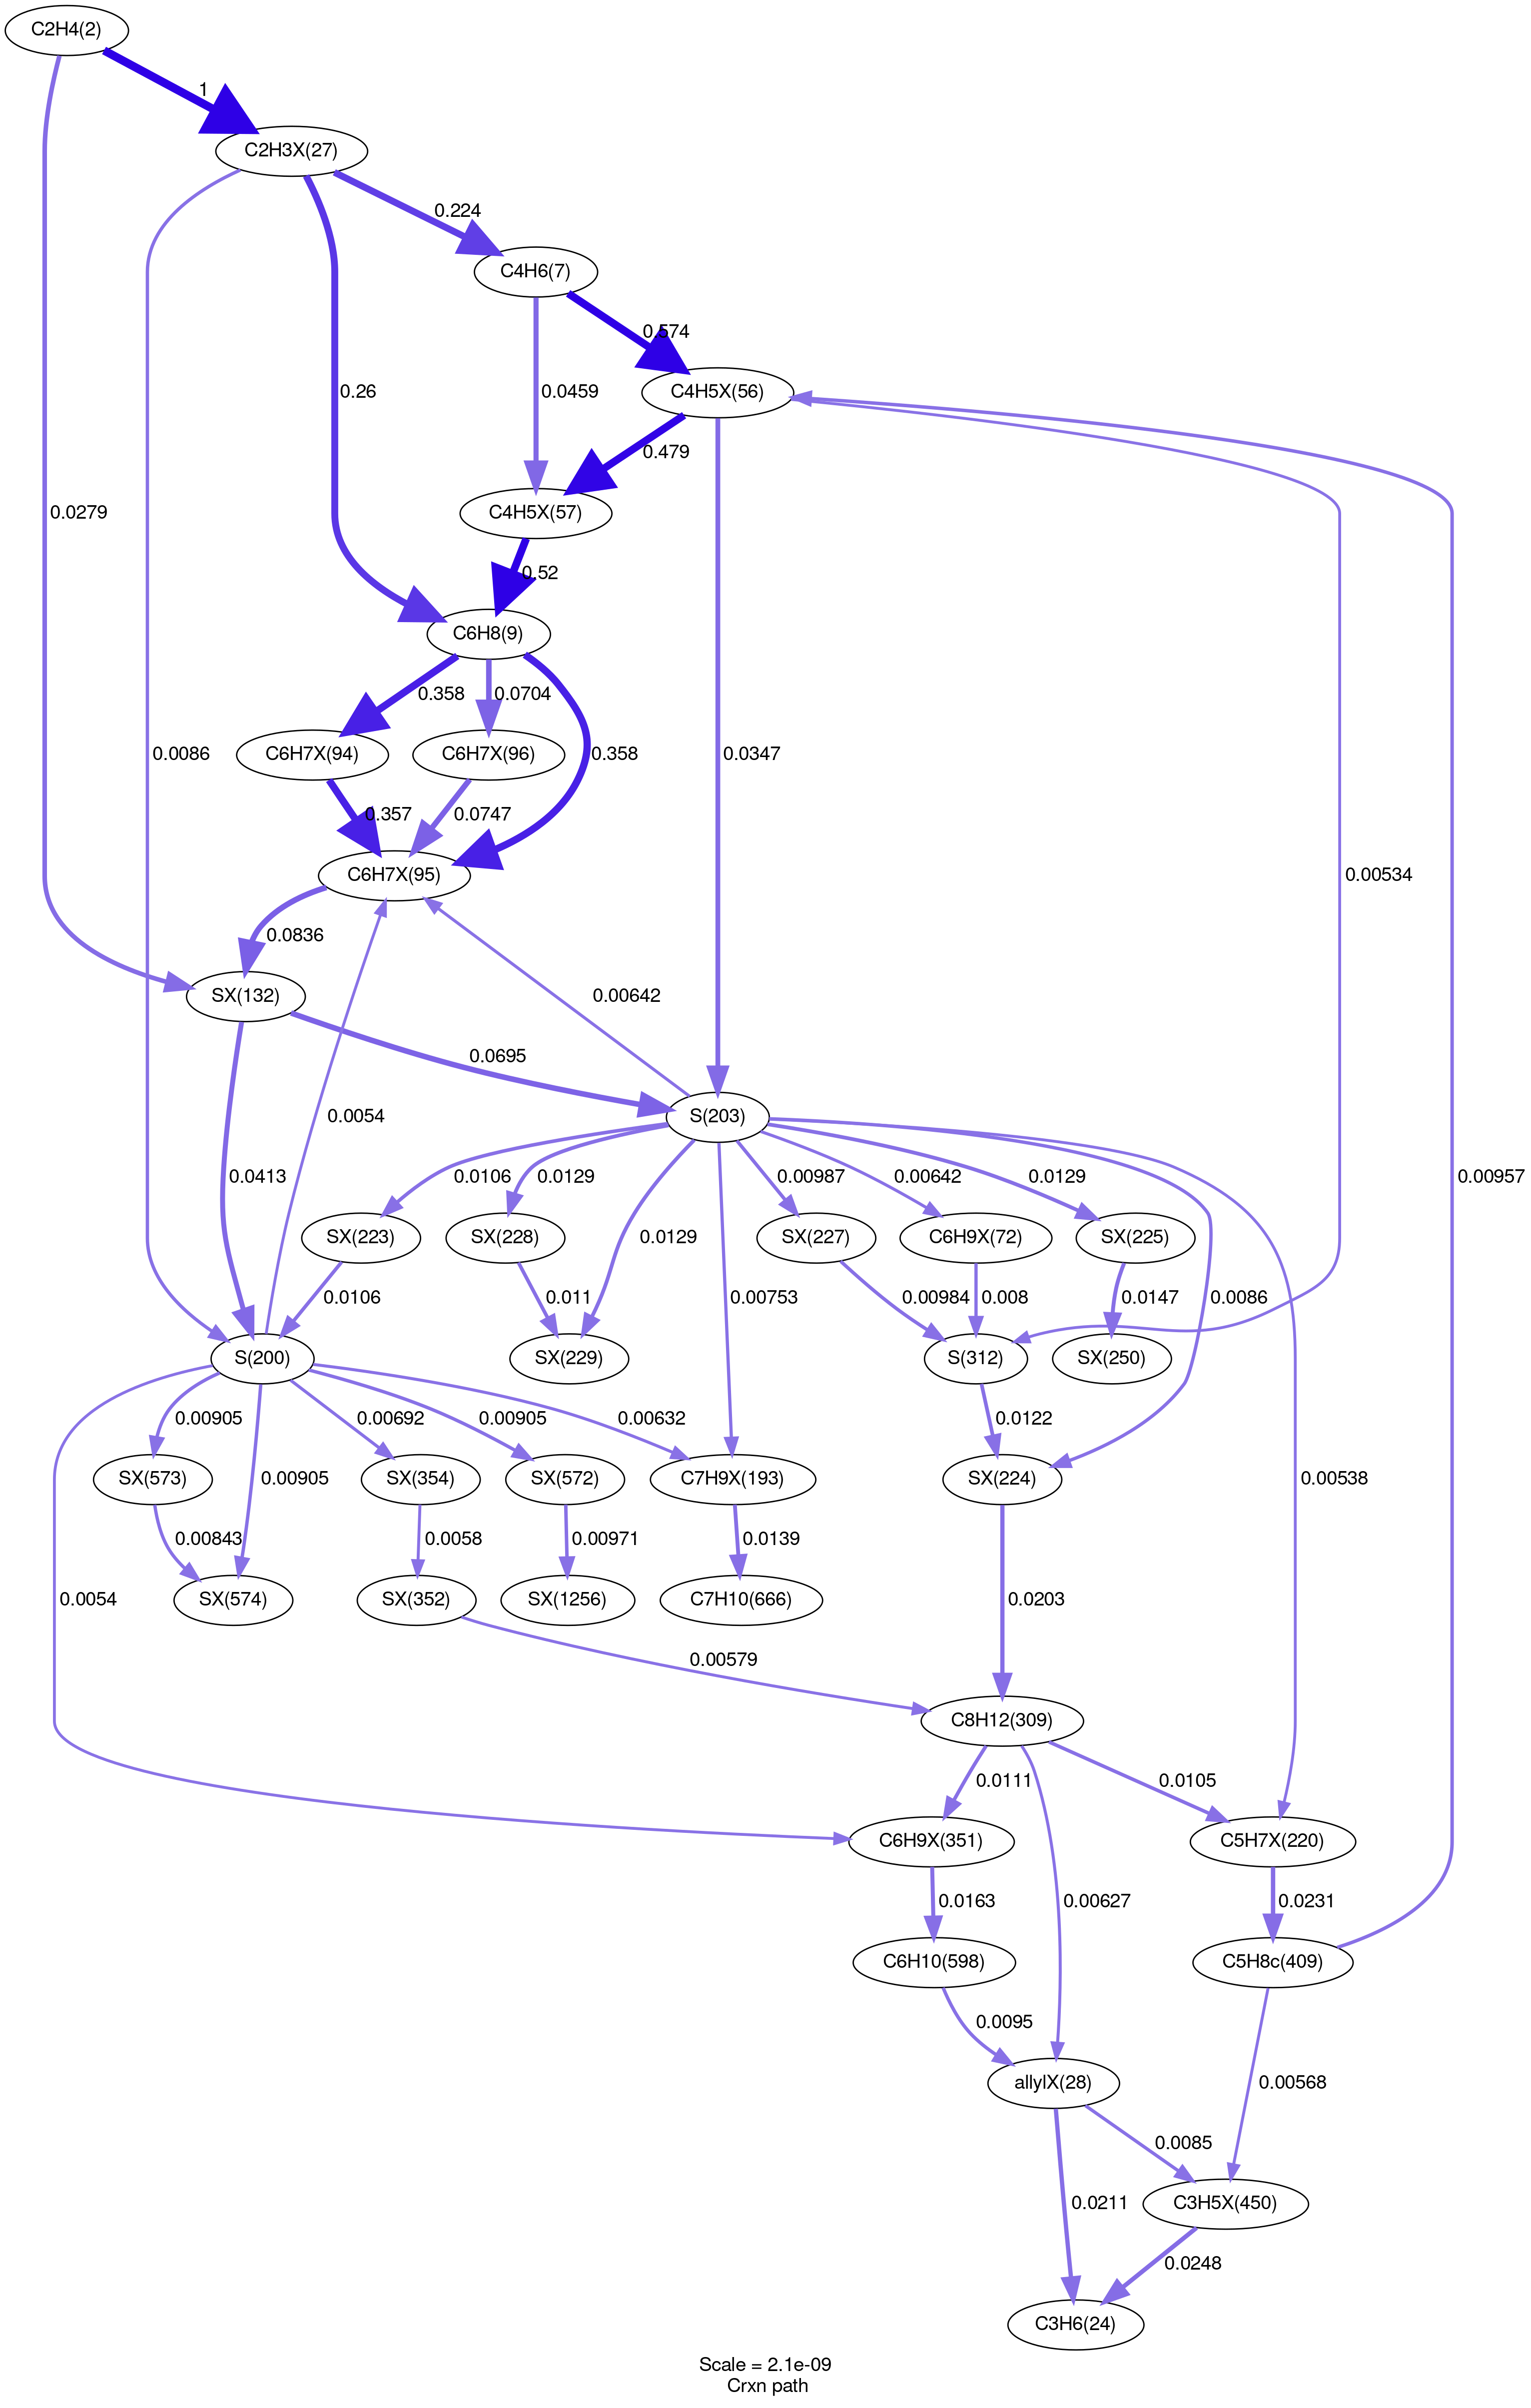 C2H4(2)
1
C2H3X(27)
0.224
C4H6(7)
0.574
0.26
0.0459
C4H5X(56)
0.479
C4H5X(57)
0.0279
0.52
C6H8(9)
0.358
0.0704
0.0086
C6H7X(94)
C6H7X(96)
0.358
0.0347
0.357
0.0747
C6H7X(95)
0.00534
0.0836
SX(132)
0.00642
0.0695
0.0054
S(203)
0.0413
0.0106
0.0129
0.00987
0.00642
0.0129
0.00957
SX(223)
SX(228)
0.0129
SX(227)
C6H9X(72)
SX(225)
0.0106
0.011
0.00753
0.00984
0.008
0.0147
0.0086
S(200)
SX(229)
S(312)
SX(250)
0.00905
0.00692
0.00905
0.00632
0.0122
SX(573)
0.00905
SX(354)
SX(572)
C7H9X(193)
SX(224)
0.00538
0.00843
0.0058
0.00971
0.0139
0.0054
SX(574)
SX(352)
SX(1256)
C7H10(666)
0.0203
0.00579
C8H12(309)
0.0111
0.0105
C6H9X(351)
C5H7X(220)
0.0163
0.00627
0.0231
C6H10(598)
C5H8c(409)
0.0095
allylX(28)
0.00568
0.0085
0.0211
C3H5X(450)
0.0248
C3H6(24)
Scale = 2.1e-09
Crxn path